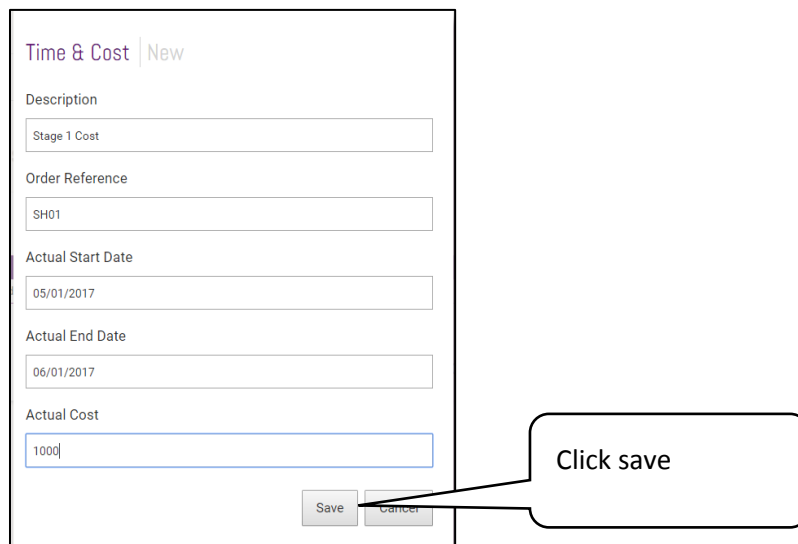 Time & Cost New
Description
Stage 1 Cost
Order Reference
SH01
Actual Start Date
05/01/2017
Actual End Date
06/01/2017
Actual Cost
1000
Click save
Save Cancel